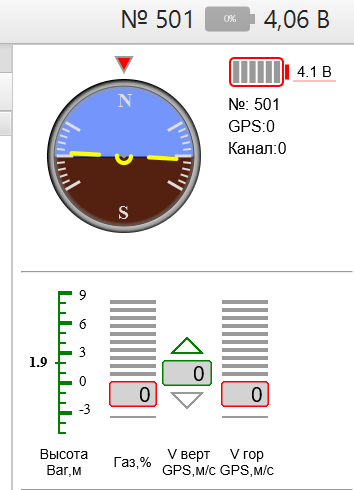 № 501 0% 4,06 В
4.1 В
№: 501
GPS:0
Канал:0
N
S
9
6
3
1.9
0
-3
0
0
0
Высота
Bar,м
Газ,%
V верт
GPS,м/с
V гор
GPS,м/с